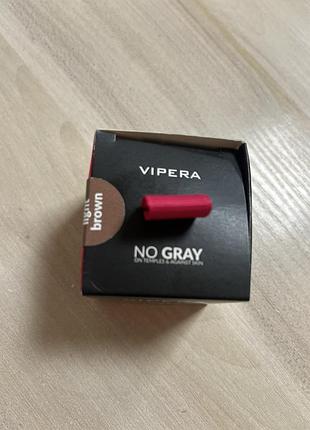 VIPERA
light
brown
NO GRAY
ON TEMPLES & AGAINST SKIN